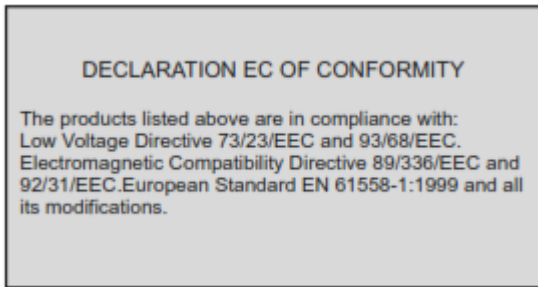 DECLARATION EC OF CONFORMITY
The products listed above are in compliance with:
Low Voltage Directive 73/23/EEC and 93/68/EEC.
Electromagnetic Compatibility Directive 89/336/EEC and
92/31/EEC.European Standard EN 61558-1:1999 and all
its modifications.